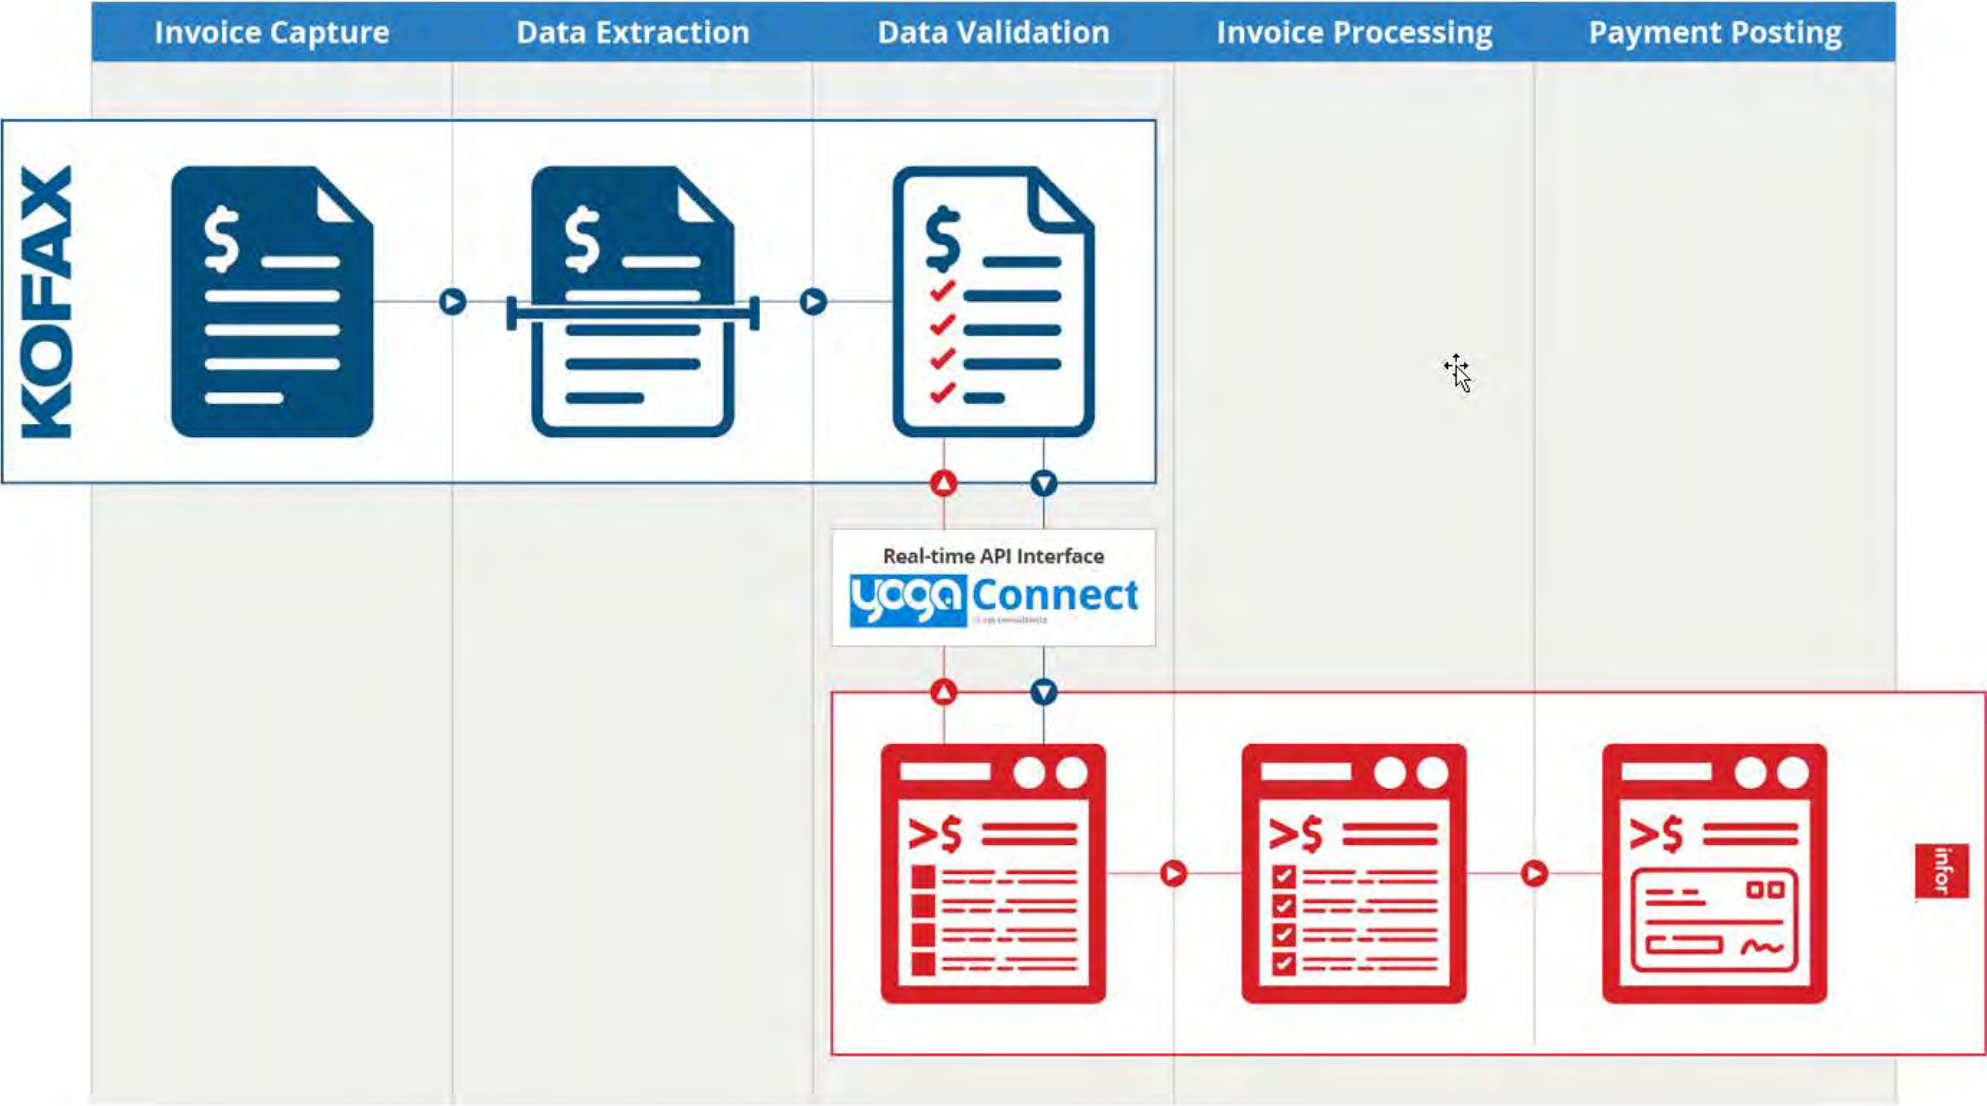 Invoice Capture
Data Extraction
Data Validation
Invoice Processing
Payment Posting
KOFAX
$
$
$
Real-time API Interface
yoga Connect
>$
>$
>$
infor